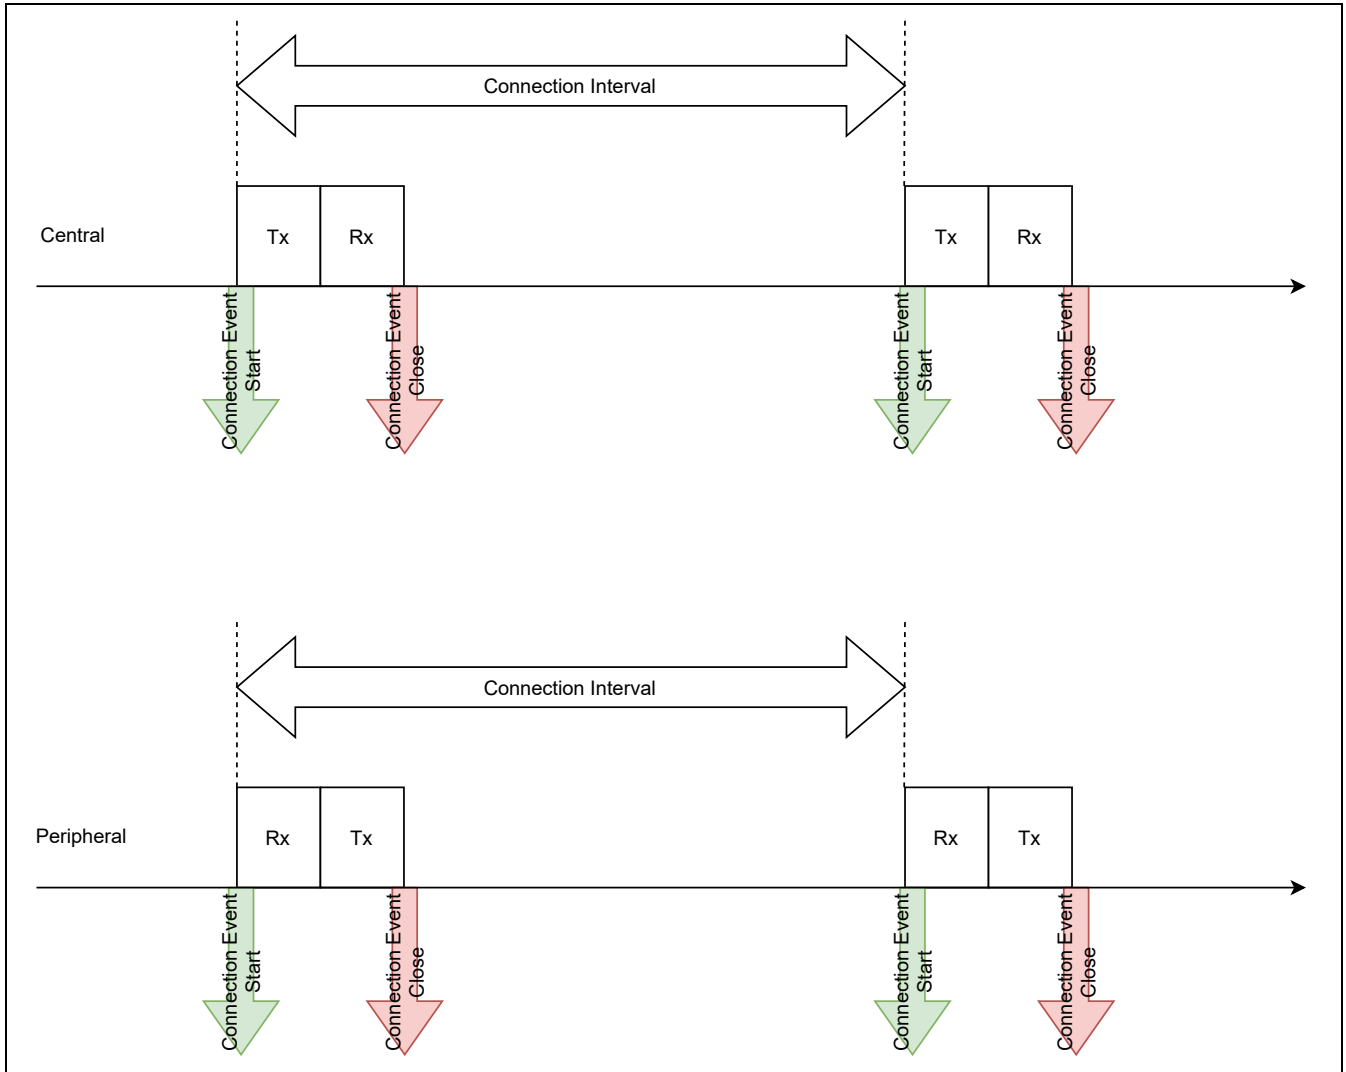 Connection Interval
Central
Tx
Rx
Tx
Rx
Connection Event
Start
Connection Event
Close
Connection Event
Start
Connection Event
Close
Connection Interval
Peripheral
Rx
Tx
Rx
Tx
Connection Event
Start
Connection Event
Close
Connection Event
Start
Connection Event
Close